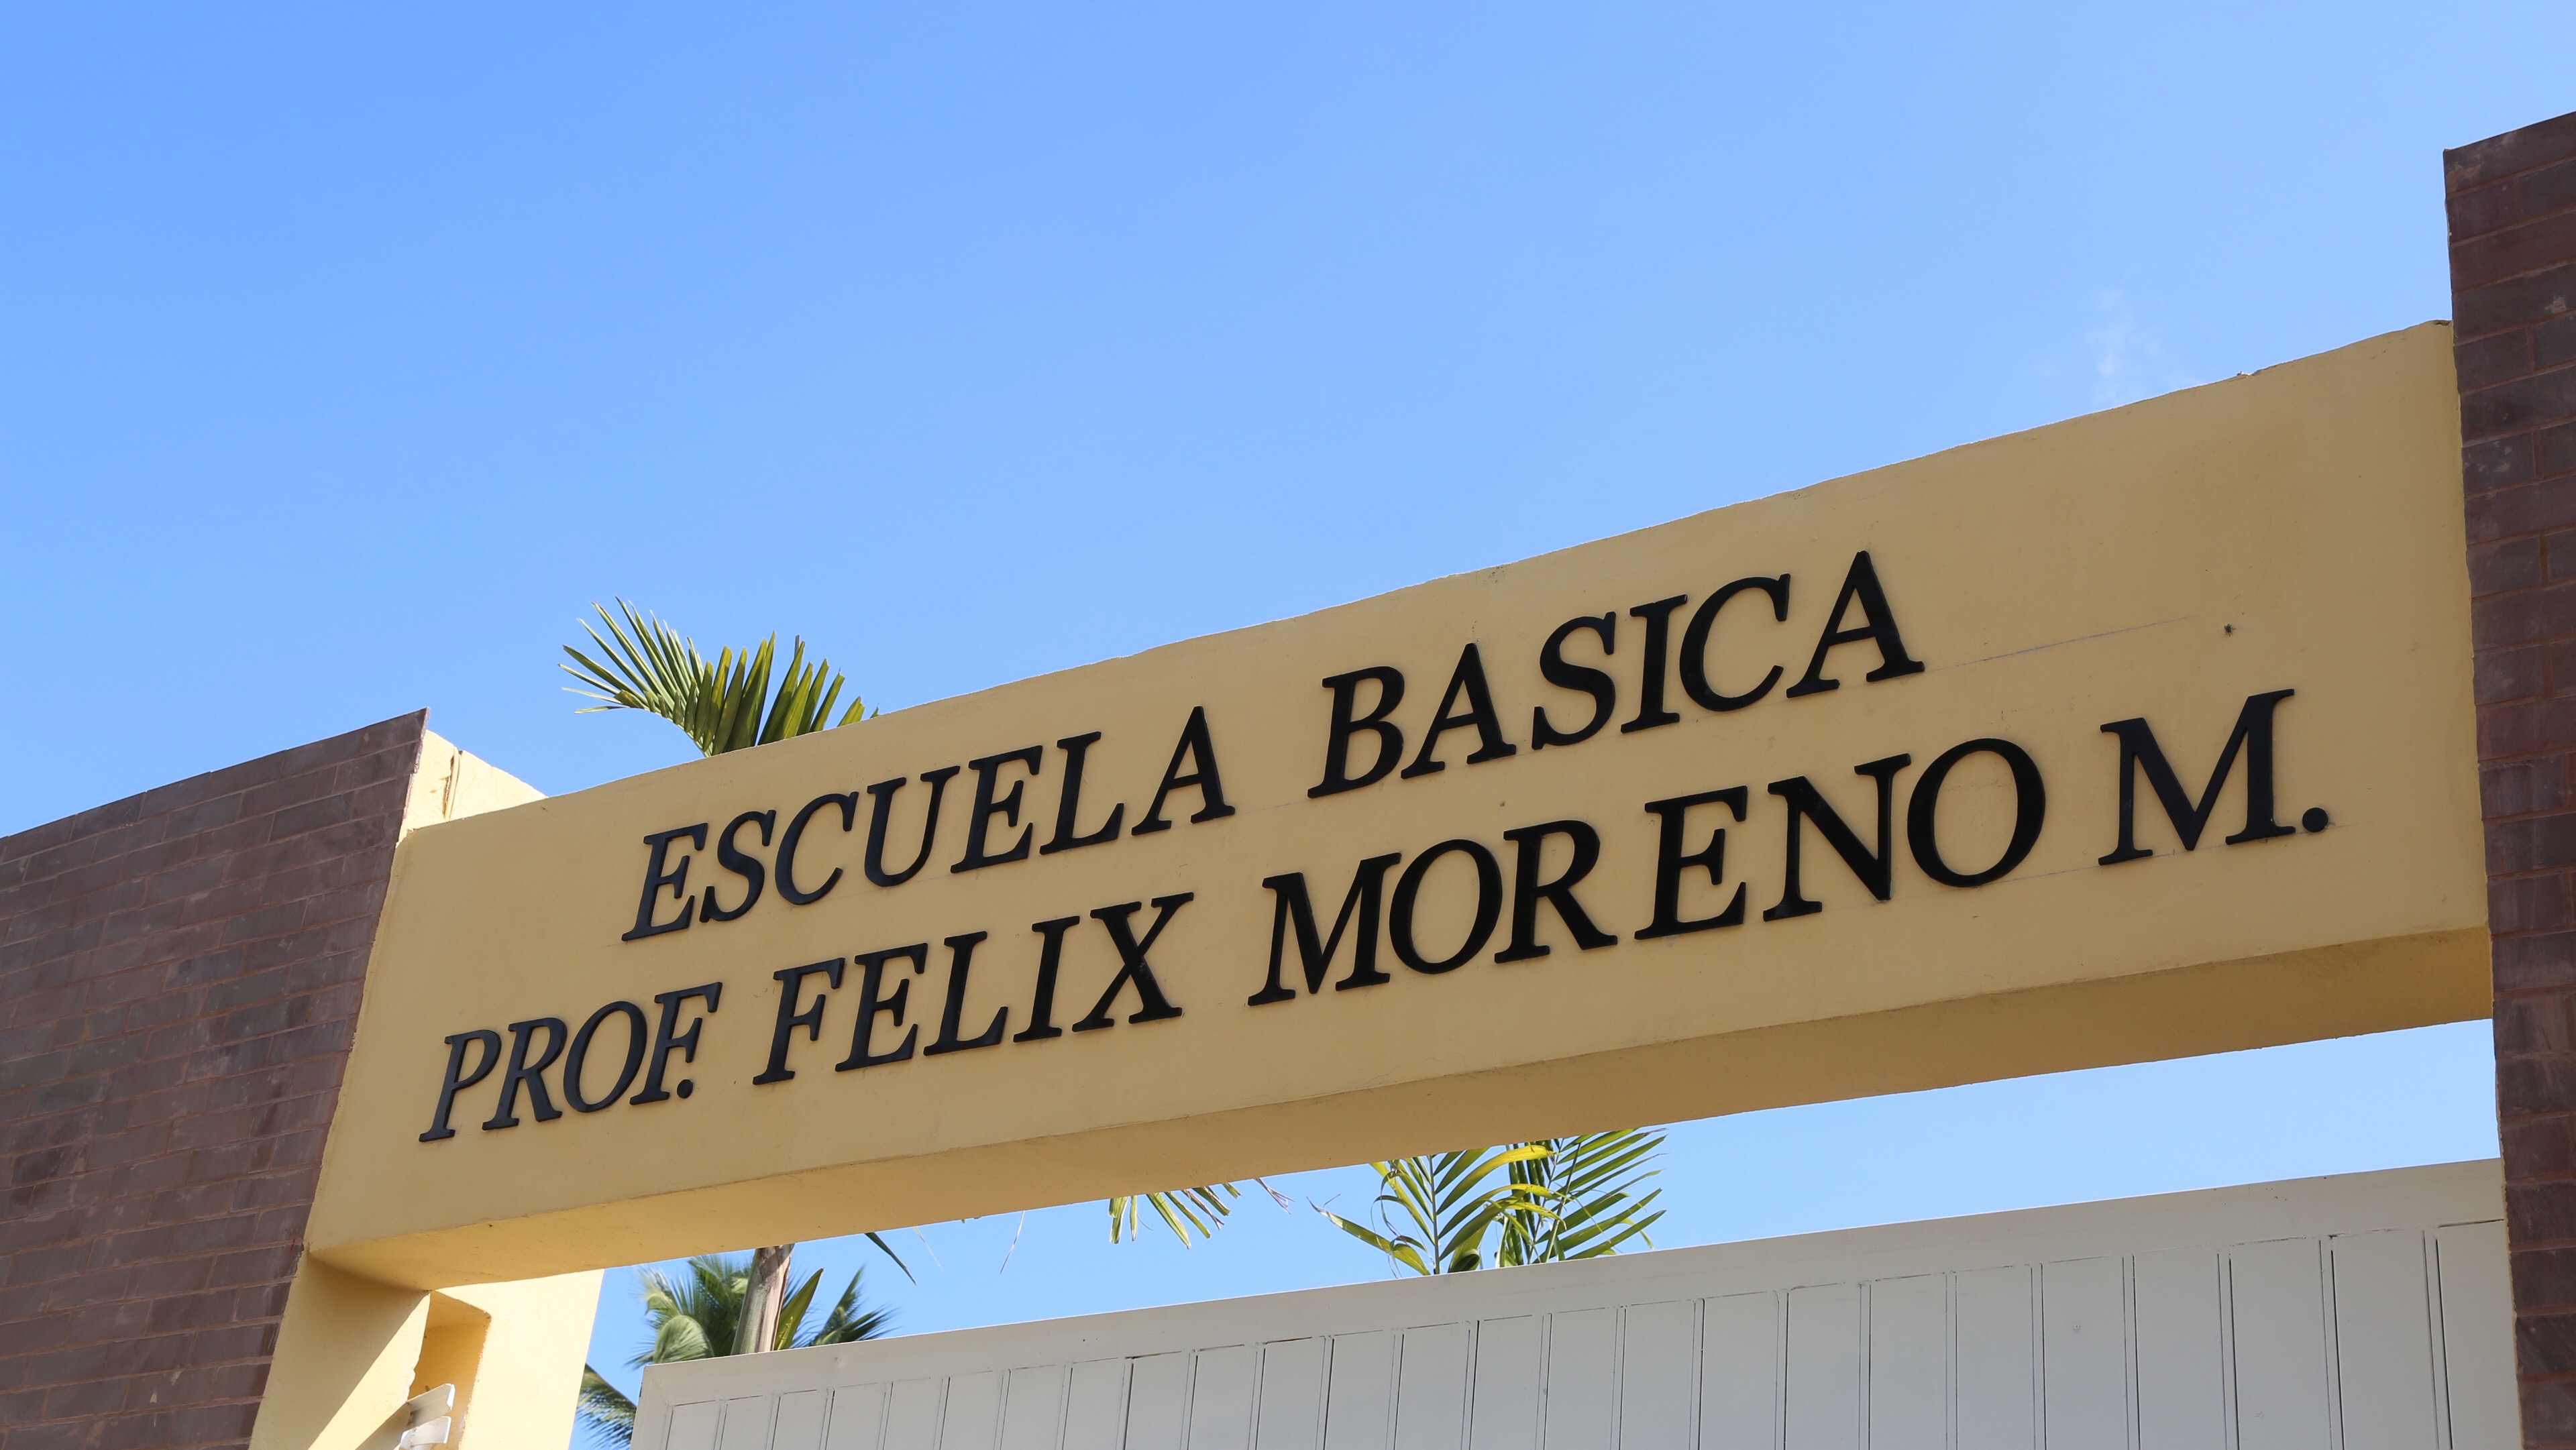 ESCUELA BASICA
PROF. FELIX MORENO M.